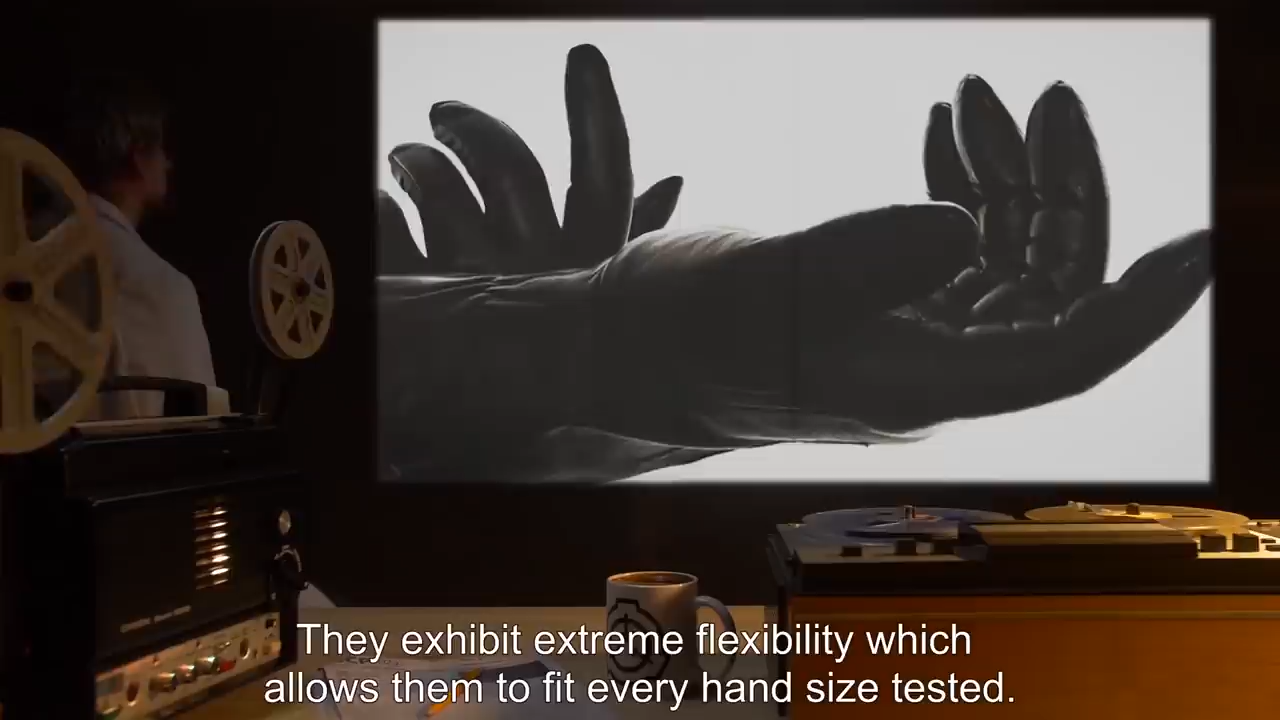 They exhibit extreme flexibility which
allows them to fit every hand size tested.